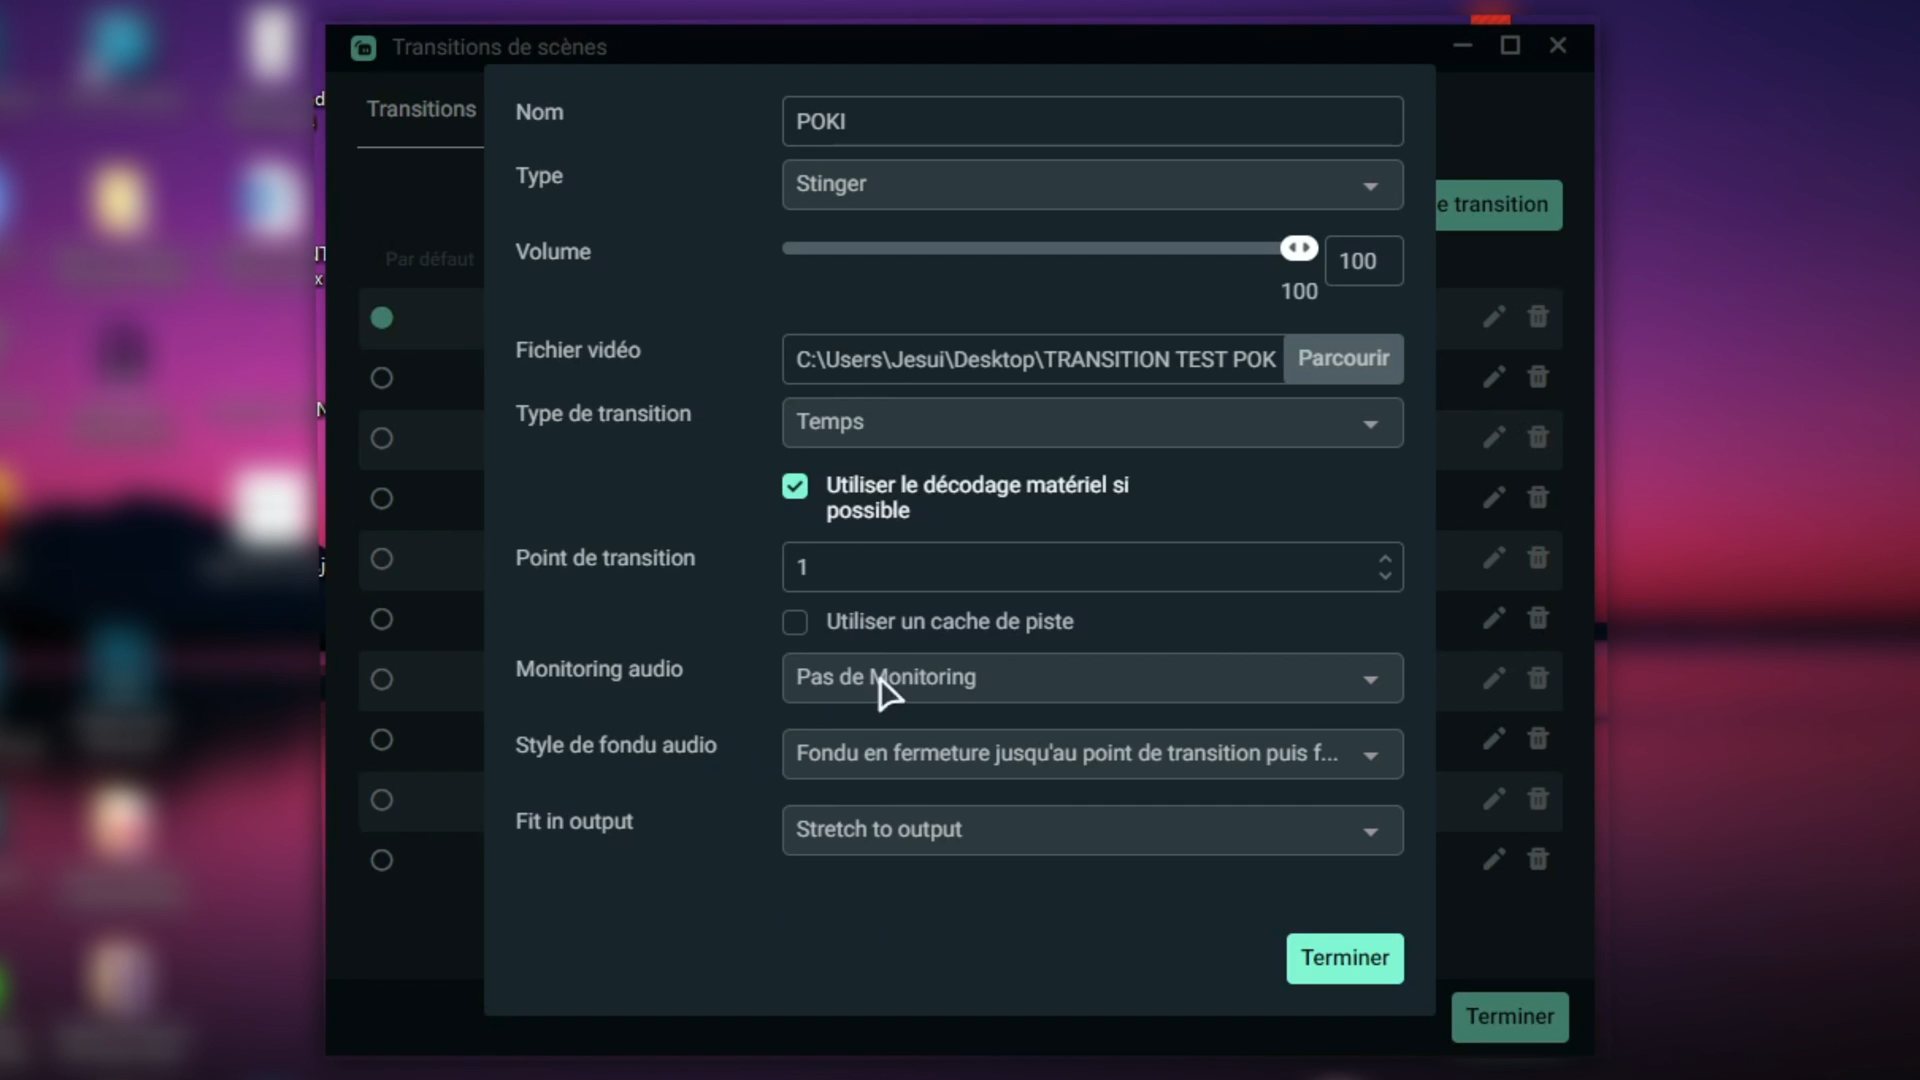 Transitions de scènes
Transitions
Nom
POKI
Type
Stinger
e transition
Volume
100
100
Par défaut
Fichier vidéo
C:\Users\Jesui\Desktop\TRANSITION TEST POK
Parcourir
Type de transition
Temps
Utiliser le décodage matériel si
possible
Point de transition
1
Utiliser un cache de piste
Monitoring audio
Pas de Monitoring
Style de fondu audio
Fondu en fermeture jusqu'au point de transition puis f...
Fit in output
Stretch to output
Terminer
Terminer